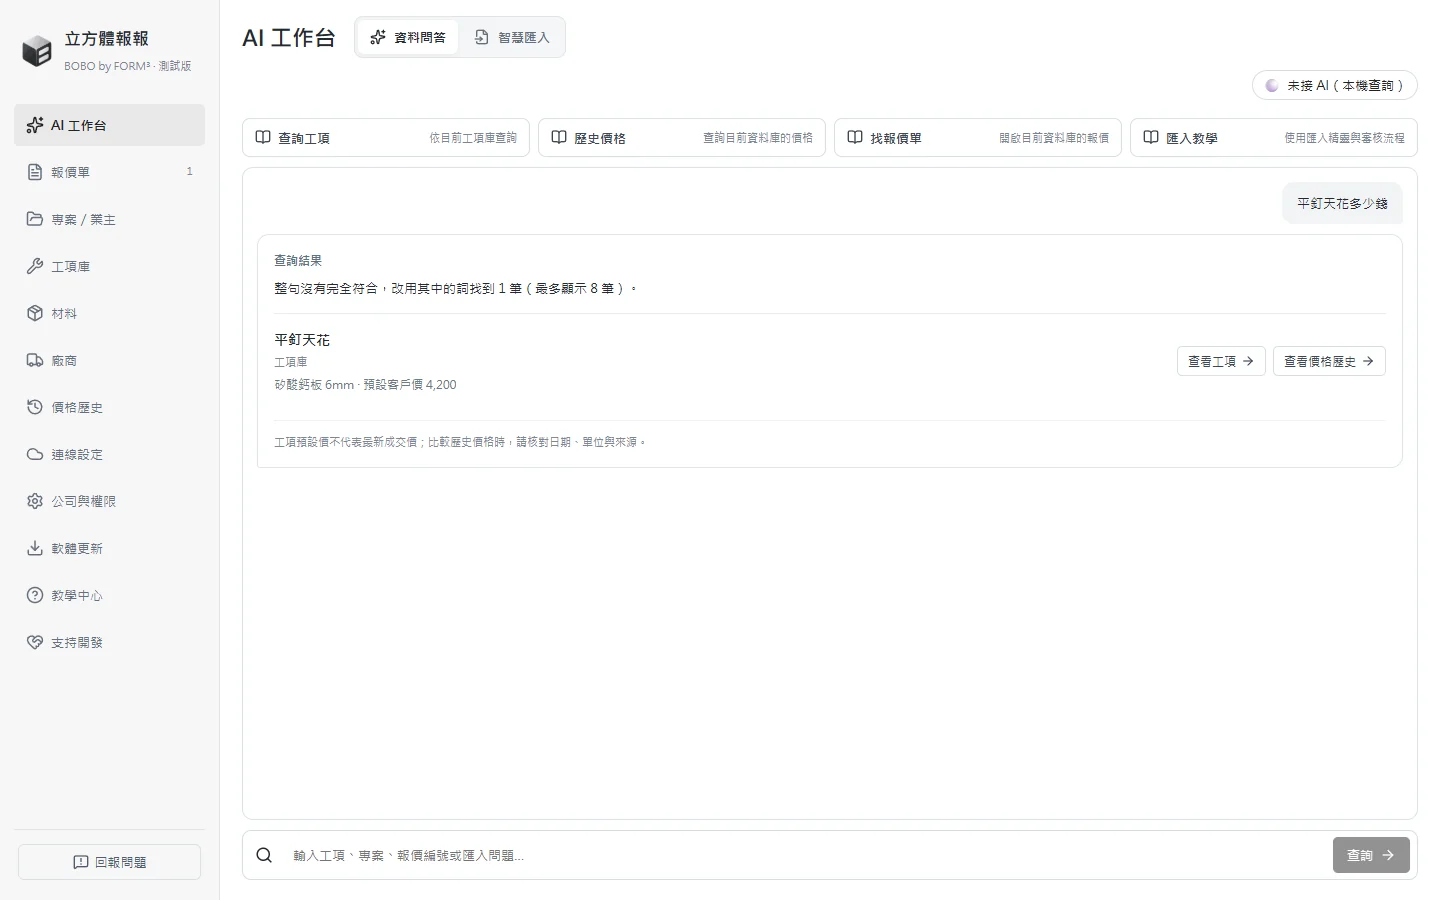 立方體報報
BOBO by FORM³ · 測試版
AI 工作台
報價單 1
專案 / 業主
工項庫
材料
廠商
價格歷史
連線設定
公司與權限
軟體更新
教學中心
支持開發
回報問題
AI 工作台
資料問答
智慧匯入
未接 AI（本機查詢）
查詢工項 依目前工項庫查詢
歷史價格 查詢目前資料庫的價格
找報價單 開啟目前資料庫的報價
匯入教學 使用匯入精靈與審核流程
平釘天花多少錢
查詢結果
整句沒有完全符合，改用其中的詞找到 1 筆（最多顯示 8 筆）。
平釘天花
工項庫
矽酸鈣板 6mm · 預設客戶價 4,200
查看工項
查看價格歷史
工項預設價不代表最新成交價；比較歷史價格時，請核對日期、單位與來源。
輸入工項、專案、報價編號或匯入問題...
查詢